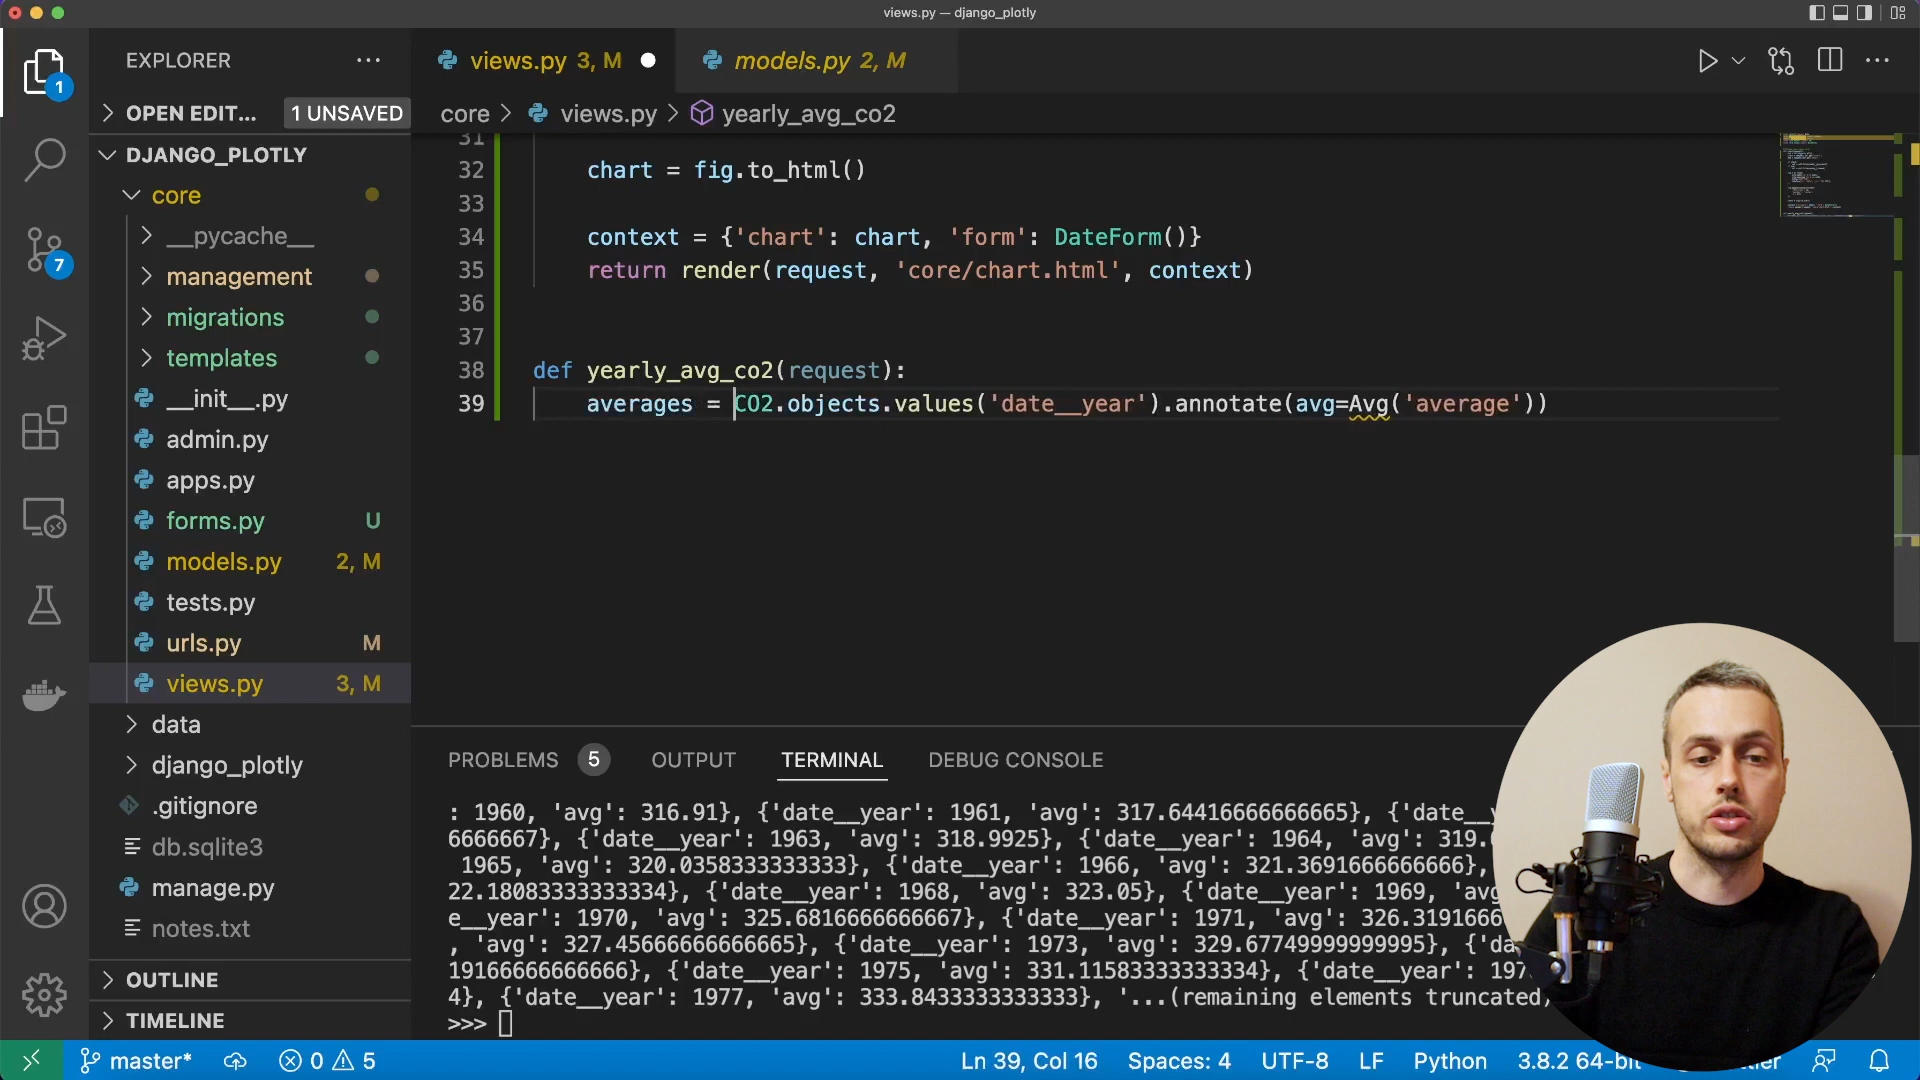 views.py — django_plotly
EXPLORER
OPEN EDIT... 1 UNSAVED
DJANGO_PLOTLY
core
__pycache__
management
migrations
templates
__init__.py
admin.py
apps.py
forms.py U
models.py 2, M
tests.py
urls.py M
views.py 3, M
data
django_plotly
.gitignore
db.sqlite3
manage.py
notes.txt
OUTLINE
TIMELINE
1
7
views.py 3, M
models.py 2, M
core > views.py > yearly_avg_co2
31
32 chart = fig.to_html()
33
34 context = {'chart': chart, 'form': DateForm()}
35 return render(request, 'core/chart.html', context)
36
37
38 def yearly_avg_co2(request):
39 averages = CO2.objects.values('date__year').annotate(avg=Avg('average'))
PROBLEMS 5 OUTPUT TERMINAL DEBUG CONSOLE
: 1960, 'avg': 316.91}, {'date__year': 1961, 'avg': 317.64416666666665}, {'date__
6666667}, {'date__year': 1963, 'avg': 318.9925}, {'date__year': 1964, 'avg': 319.
1965, 'avg': 320.0358333333333}, {'date__year': 1966, 'avg': 321.3691666666666},
22.18083333333334}, {'date__year': 1968, 'avg': 323.05}, {'date__year': 1969, 'avg
e__year': 1970, 'avg': 325.6816666666667}, {'date__year': 1971, 'avg': 326.3191666
, 'avg': 327.45666666666665}, {'date__year': 1973, 'avg': 329.67749999999995}, {'da
19166666666666}, {'date__year': 1975, 'avg': 331.11583333333334}, {'date__year': 197
4}, {'date__year': 1977, 'avg': 333.8433333333333}, '...(remaining elements truncated)
>>>
master* 0 5 Ln 39, Col 16 Spaces: 4 UTF-8 LF Python 3.8.2 64-bit